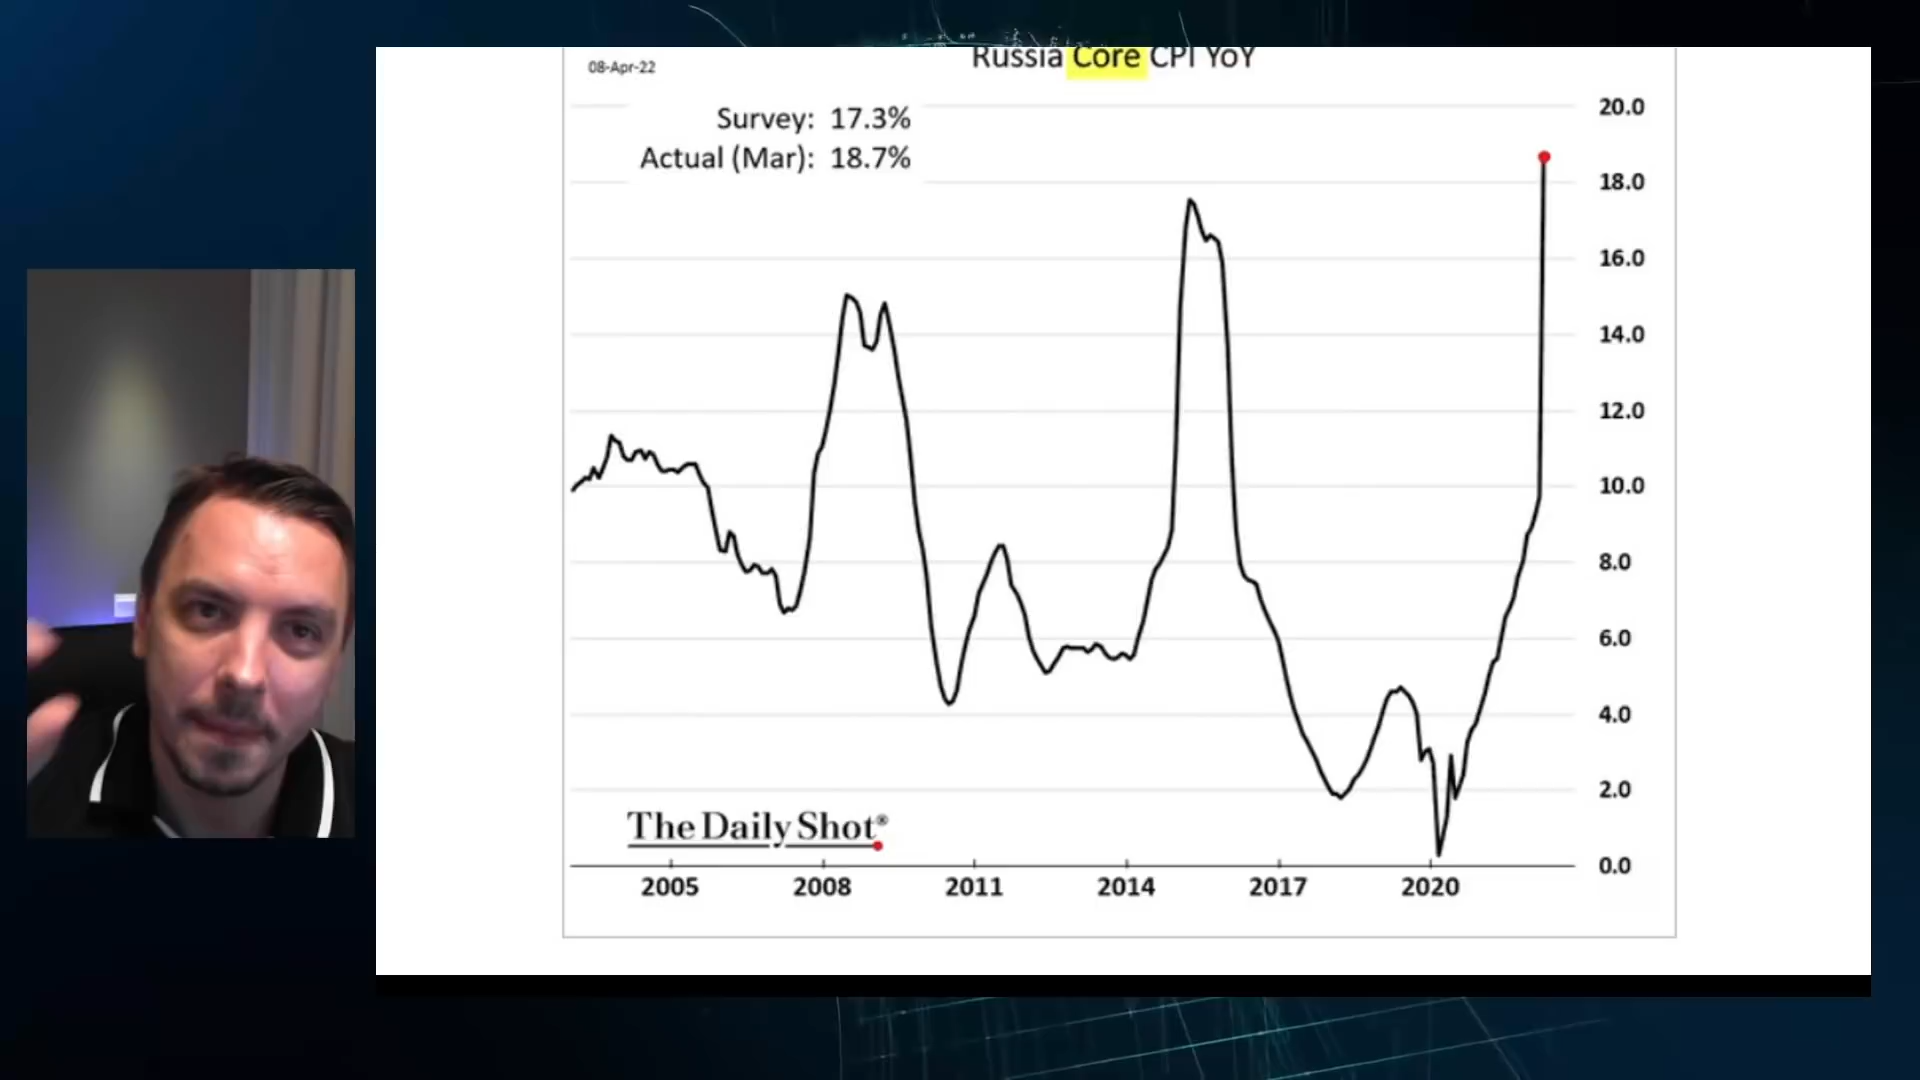 Russia Core CPI YoY
08-Apr-22
Survey: 17.3%
Actual (Mar): 18.7%
20.0
18.0
16.0
14.0
12.0
10.0
8.0
6.0
4.0
2.0
0.0
The Daily Shot®
2005 2008 2011 2014 2017 2020